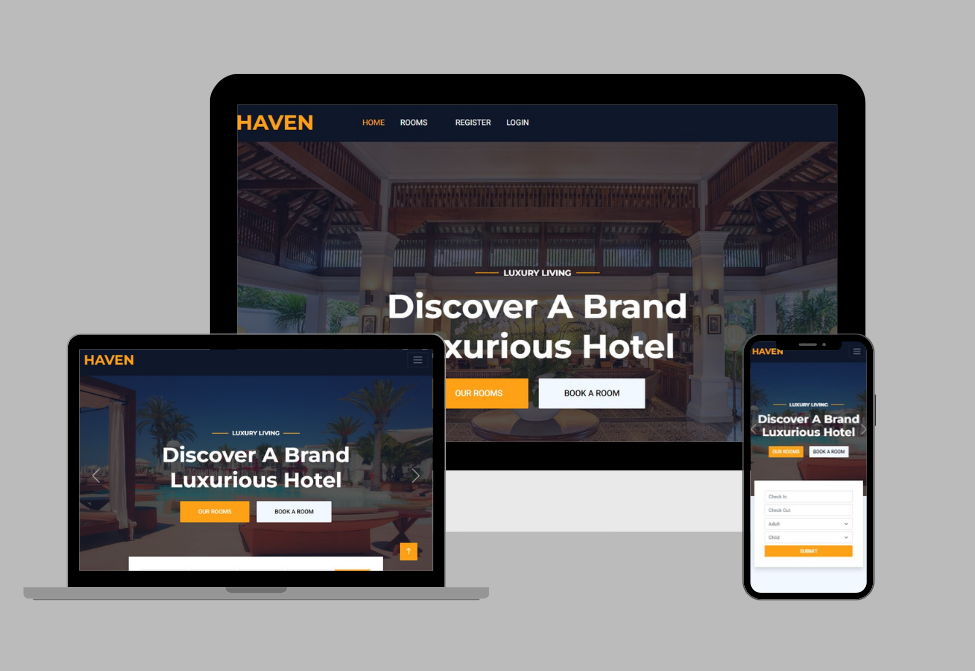 HAVEN
HOME ROOMS REGISTER LOGIN
LUXURY LIVING
Discover A Brand
xurious Hotel
OUR ROOMS BOOK A ROOM
HAVEN
LUXURY LIVING
Discover A Brand
Luxurious Hotel
OUR ROOMS BOOK A ROOM
HAVEN
LUXURY LIVING
Discover A Brand
Luxurious Hotel
OUR ROOMS BOOK A ROOM
Check In
Check Out
Adult
Child
SUBMIT